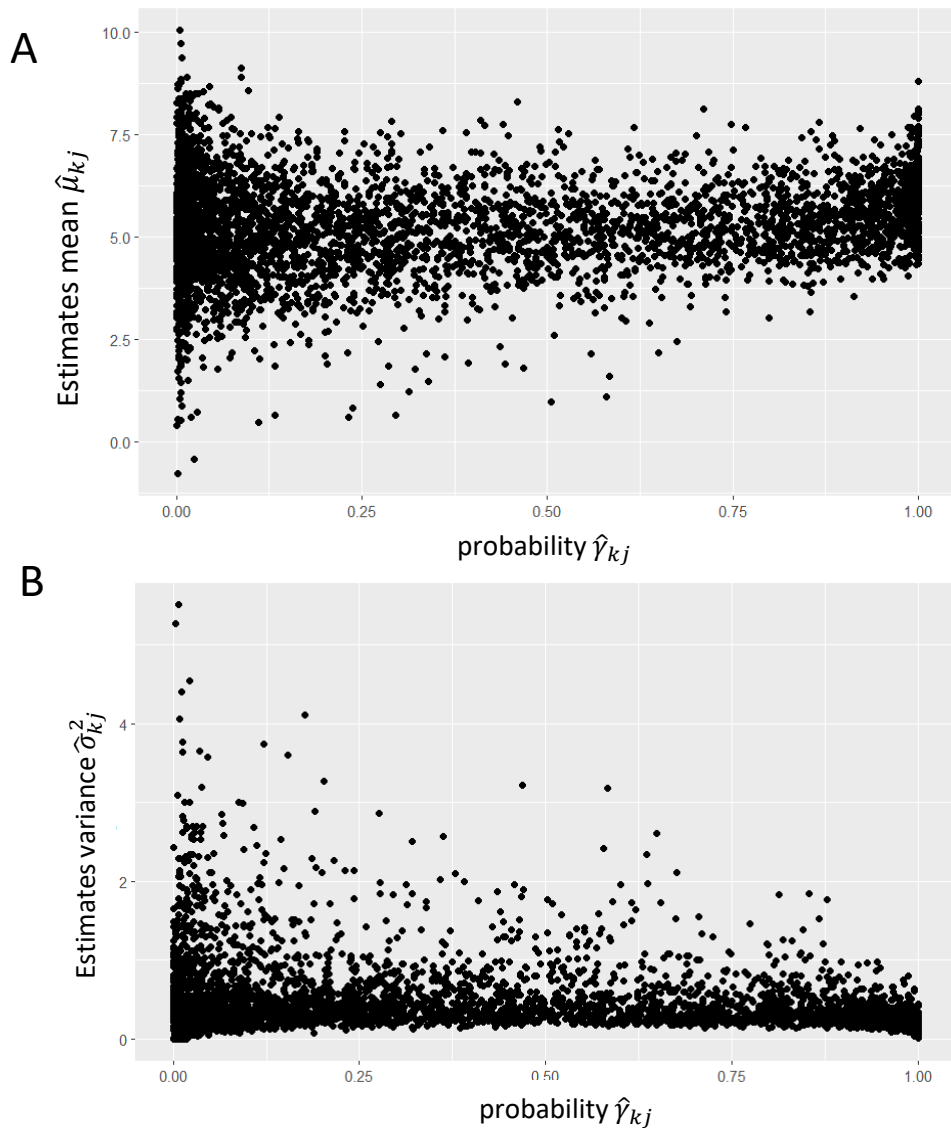 A
10.0
7.5
5.0
2.5
0.0
Estimates mean μ̂ₖⱼ
0.00 0.25 0.50 0.75 1.00
probability γ̂ₖⱼ
B
4
2
0
Estimates variance σ̂²ₖⱼ
0.00 0.25 0.50 0.75 1.00
probability γ̂ₖⱼ